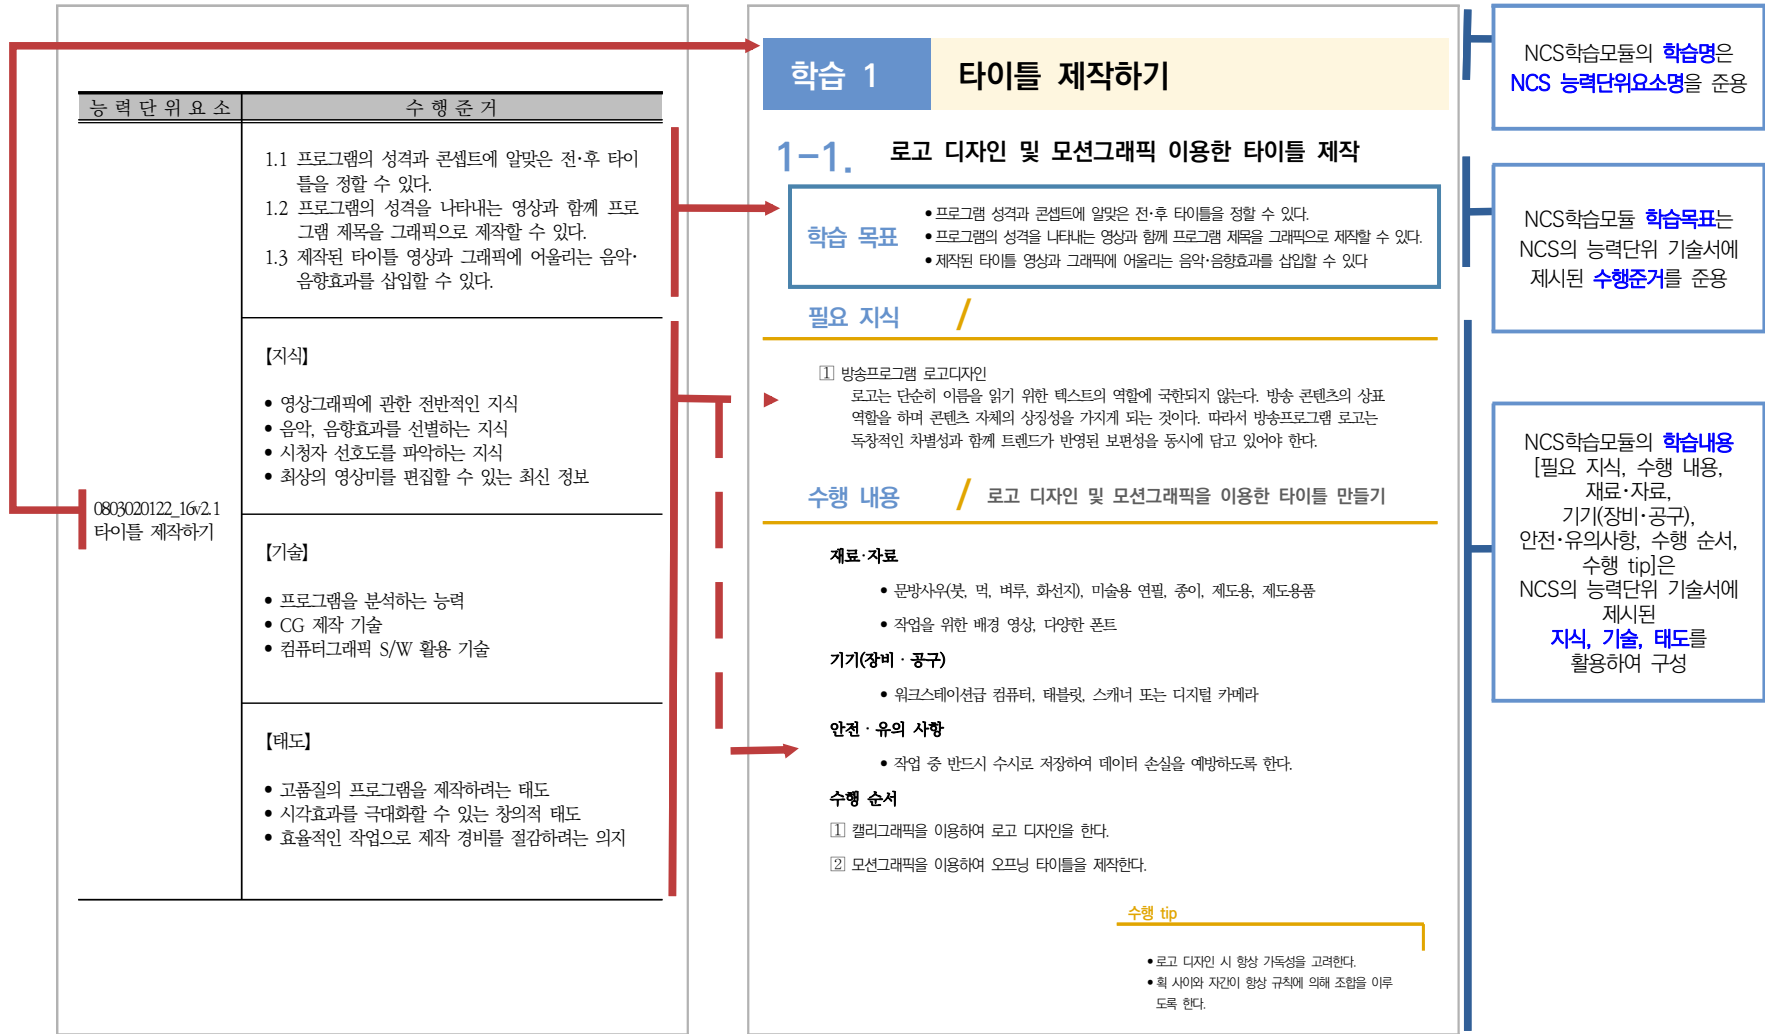 능력단위요소 수행준거
1.1 프로그램의 성격과 콘셉트에 알맞은 전·후 타이
틀을 정할 수 있다.
1.2 프로그램의 성격을 나타내는 영상과 함께 프로
그램 제목을 그래픽으로 제작할 수 있다.
1.3 제작된 타이틀 영상과 그래픽에 어울리는 음악·
음향효과를 삽입할 수 있다.
【지식】
• 영상그래픽에 관한 전반적인 지식
• 음악, 음향효과를 선별하는 지식
• 시청자 선호도를 파악하는 지식
• 최상의 영상미를 편집할 수 있는 최신 정보
0803020122_16v2.1
타이틀 제작하기
【기술】
• 프로그램을 분석하는 능력
• CG 제작 기술
• 컴퓨터그래픽 S/W 활용 기술
【태도】
• 고품질의 프로그램을 제작하려는 태도
• 시각효과를 극대화할 수 있는 창의적 태도
• 효율적인 작업으로 제작 경비를 절감하려는 의지
학습 1 타이틀 제작하기
1-1. 로고 디자인 및 모션그래픽 이용한 타이틀 제작
학습 목표
• 프로그램 성격과 콘셉트에 알맞은 전·후 타이틀을 정할 수 있다.
• 프로그램의 성격을 나타내는 영상과 함께 프로그램 제목을 그래픽으로 제작할 수 있다.
• 제작된 타이틀 영상과 그래픽에 어울리는 음악·음향효과를 삽입할 수 있다
필요 지식 /
1 방송프로그램 로고디자인
로고는 단순히 이름을 읽기 위한 텍스트의 역할에 국한되지 않는다. 방송 콘텐츠의 상표
역할을 하며 콘텐츠 자체의 상징성을 가지게 되는 것이다. 따라서 방송프로그램 로고는
독창적인 차별성과 함께 트렌드가 반영된 보편성을 동시에 담고 있어야 한다.
수행 내용 / 로고 디자인 및 모션그래픽을 이용한 타이틀 만들기
재료·자료
• 문방사우(붓, 먹, 벼루, 화선지), 미술용 연필, 종이, 제도용, 제도용품
• 작업을 위한 배경 영상, 다양한 폰트
기기(장비 · 공구)
• 워크스테이션급 컴퓨터, 태블릿, 스캐너 또는 디지털 카메라
안전 · 유의 사항
• 작업 중 반드시 수시로 저장하여 데이터 손실을 예방하도록 한다.
수행 순서
1 캘리그래픽을 이용하여 로고 디자인을 한다.
2 모션그래픽을 이용하여 오프닝 타이틀을 제작한다.
수행 tip
• 로고 디자인 시 항상 가독성을 고려한다.
• 획 사이와 자간이 항상 규칙에 의해 조합을 이루
도록 한다.
NCS학습모듈의 학습명은
NCS 능력단위요소명을 준용
NCS학습모듈 학습목표는
NCS의 능력단위 기술서에
제시된 수행준거를 준용
NCS학습모듈의 학습내용
[필요 지식, 수행 내용,
재료·자료,
기기(장비·공구),
안전·유의사항, 수행 순서,
수행 tip]은
NCS의 능력단위 기술서에
제시된
지식, 기술, 태도를
활용하여 구성